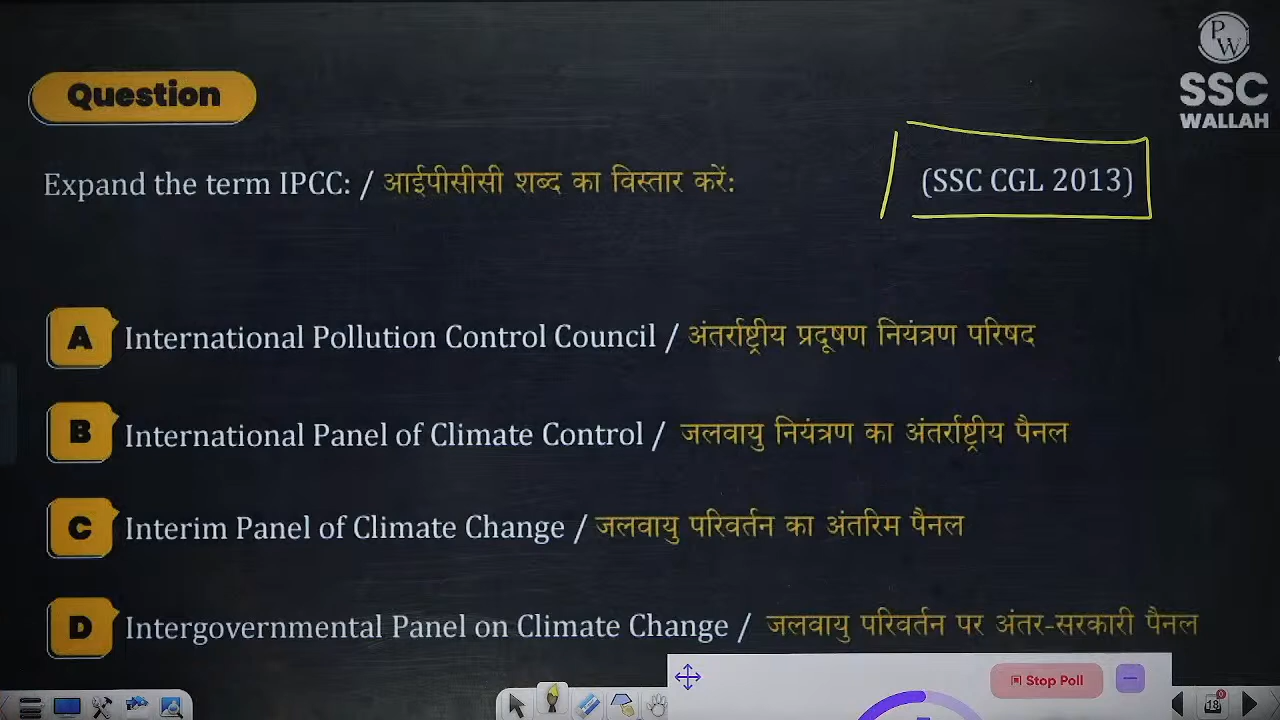 PW
SSC
WALLAH
Question
Expand the term IPCC: / आईपीसीसी शब्द का विस्तार करें:
(SSC CGL 2013)
A
International Pollution Control Council / अंतर्राष्ट्रीय प्रदूषण नियंत्रण परिषद
B
International Panel of Climate Control / जलवायु नियंत्रण का अंतर्राष्ट्रीय पैनल
C
Interim Panel of Climate Change / जलवायु परिवर्तन का अंतरिम पैनल
D
Intergovernmental Panel on Climate Change / जलवायु परिवर्तन पर अंतर-सरकारी पैनल
Stop Poll
18